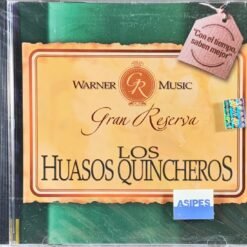 "Con el tiempo,
saben mejor"
WARNER GR MUSIC
Gran Reserva
LOS
HUASOS QUINCHEROS
ASIPES